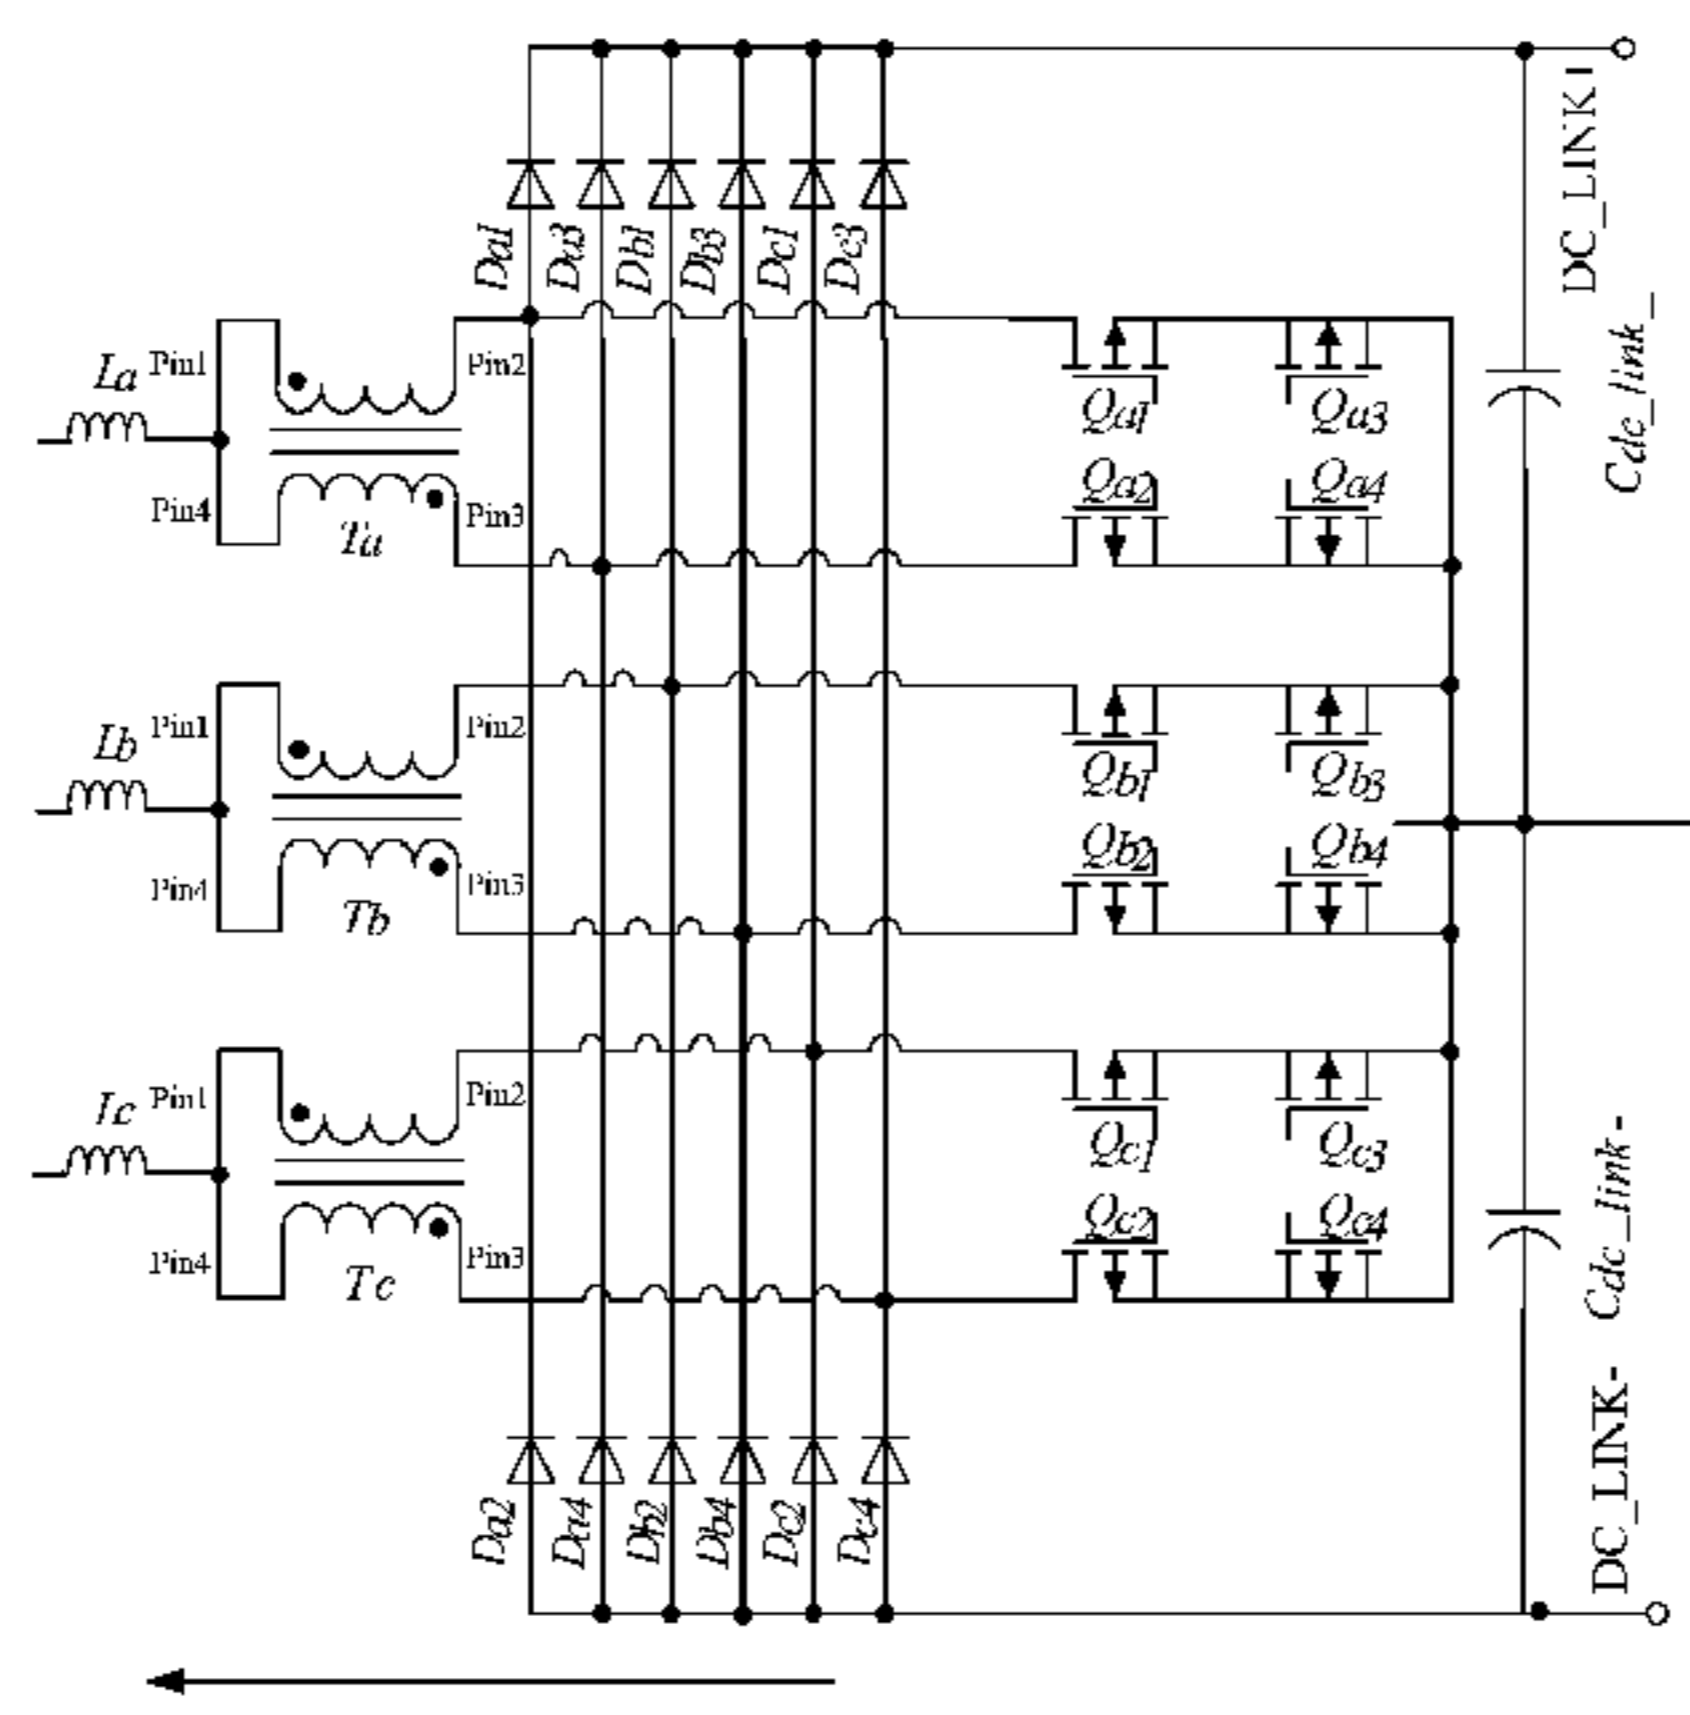 DC_LINK+
Da1 Da3 Db1 Db3 Dc1 Dc3
La Pin1 Pin2
Qa1 Qa3
Cdc_link_
Qa2 Qa4
Pin4 Ta Pin3
Lb Pin1 Pin2
Qb1 Qb3
Qb2 Qb4
Pin4 Tb Pin3
Lc Pin1 Pin2
Qc1 Qc3
Qc2 Qc4
Cdc_link-
Pin4 Tc Pin3
Da2 Da4 Db2 Db4 Dc2 Dc4
DC_LINK-